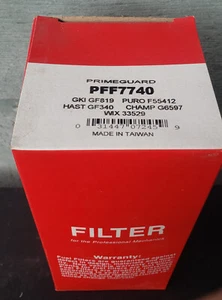 PRIMEGUARD
PFF7740
GKI GF819 PURO F55412
HAST GF340 CHAMP G6597
WIX 33529
0 31447 07245 9
MADE IN TAIWAN
FILTER
for the Professional Mechanics
Warranty: